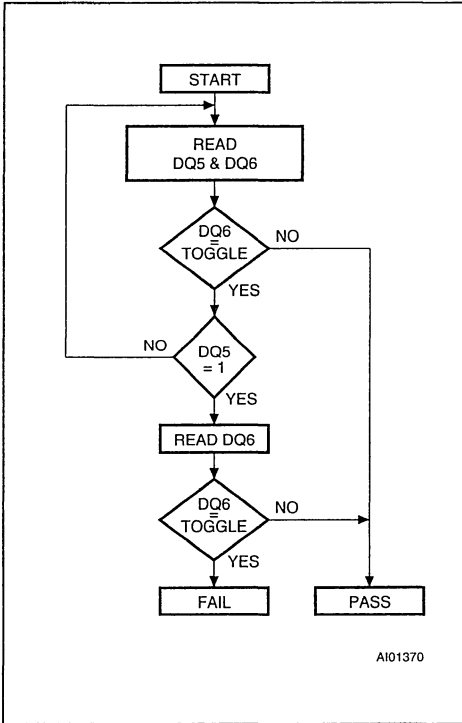 START
READ
DQ5 & DQ6
DQ6
=
TOGGLE
NO
YES
NO
DQ5
= 1
YES
READ DQ6
DQ6
=
TOGGLE
NO
YES
FAIL
PASS
AI01370